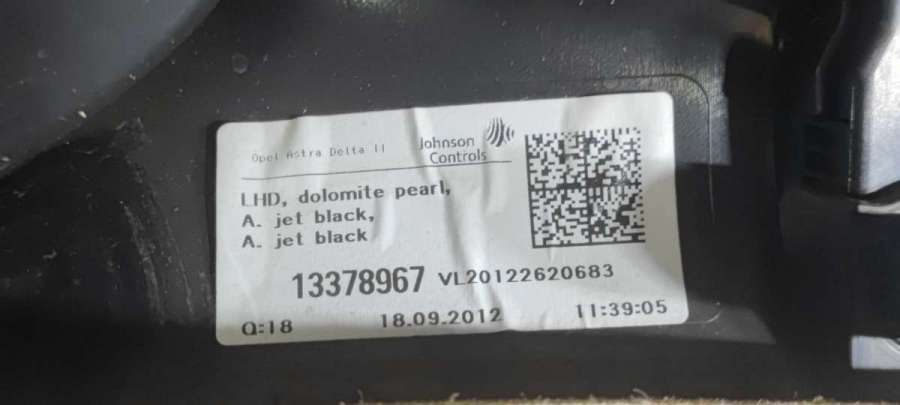 Opel Astra Delta II
Johnson
Controls
LHD, dolomite pearl,
A. jet black,
A. jet black
13378967 VL20122620683
Q:18 18.09.2012 11:39:05